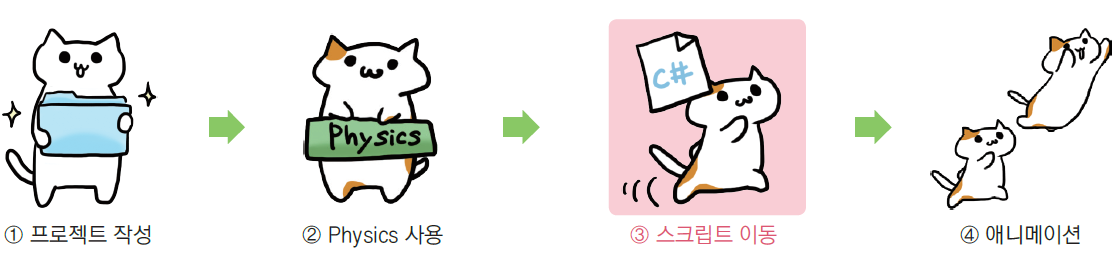 C#
Physics
① 프로젝트 작성
② Physics 사용
③ 스크립트 이동
④ 애니메이션